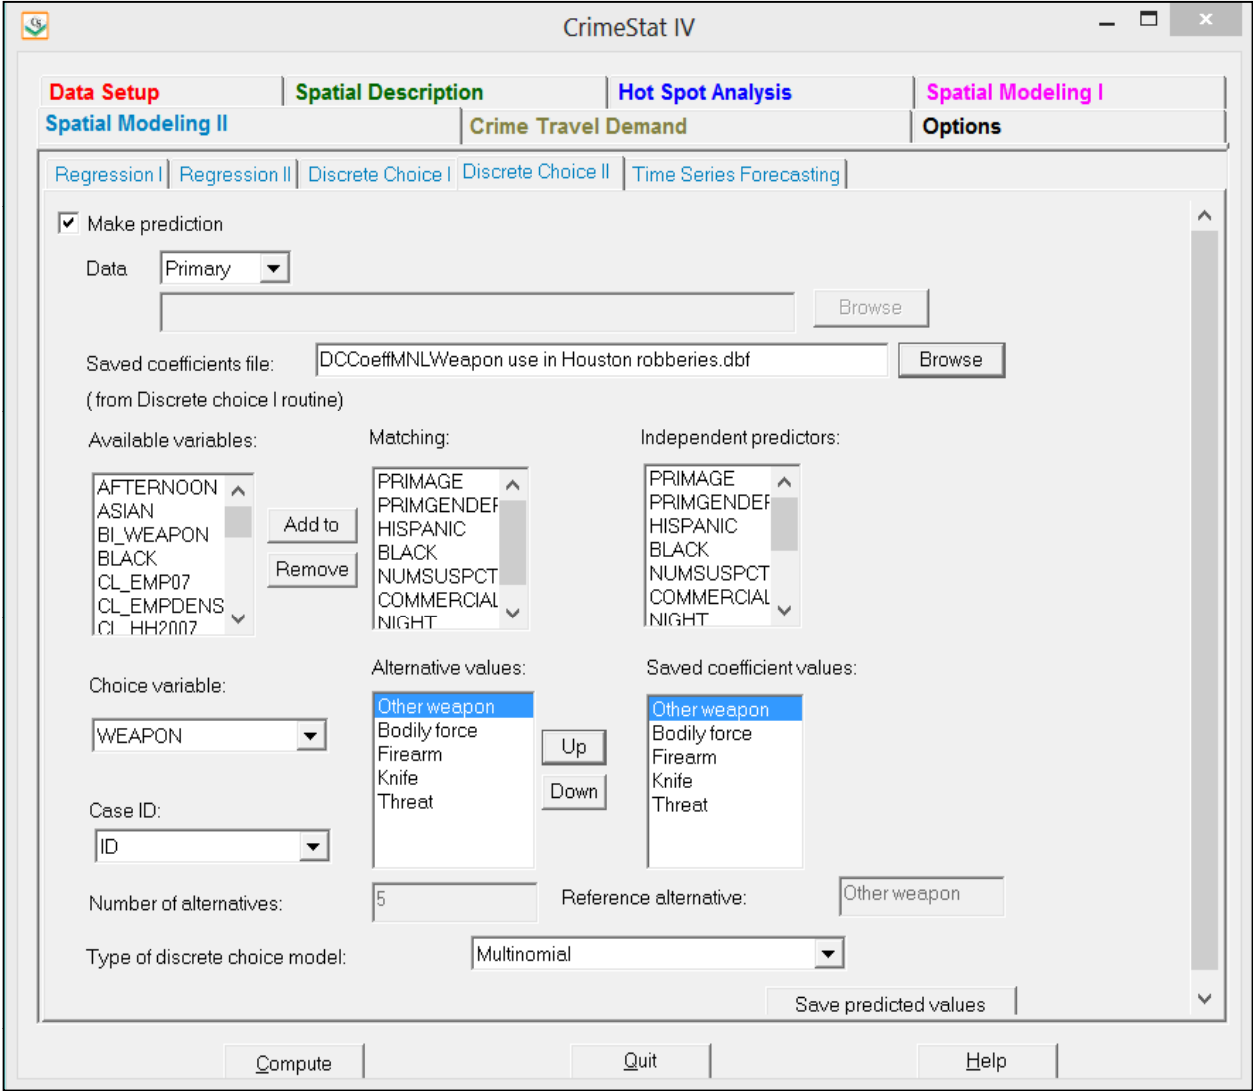 CrimeStat IV
Data Setup
Spatial Description
Hot Spot Analysis
Spatial Modeling I
Spatial Modeling II
Crime Travel Demand
Options
Regression I
Regression II
Discrete Choice I
Discrete Choice II
Time Series Forecasting
Make prediction
Data
Primary
Browse
Saved coefficients file:
DCCoeffMNLWeapon use in Houston robberies.dbf
Browse
( from Discrete choice I routine)
Available variables:
AFTERNOON
ASIAN
BI_WEAPON
BLACK
CL_EMP07
CL_EMPDENS
CL_HH2007
Add to
Remove
Matching:
PRIMAGE
PRIMGENDER
HISPANIC
BLACK
NUMSUSPCT
COMMERCIAL
NIGHT
Independent predictors:
PRIMAGE
PRIMGENDER
HISPANIC
BLACK
NUMSUSPCT
COMMERCIAL
NIGHT
Choice variable:
WEAPON
Case ID:
ID
Alternative values:
Other weapon
Bodily force
Firearm
Knife
Threat
Up
Down
Saved coefficient values:
Other weapon
Bodily force
Firearm
Knife
Threat
Number of alternatives:
5
Reference alternative:
Other weapon
Type of discrete choice model:
Multinomial
Save predicted values
Compute
Quit
Help